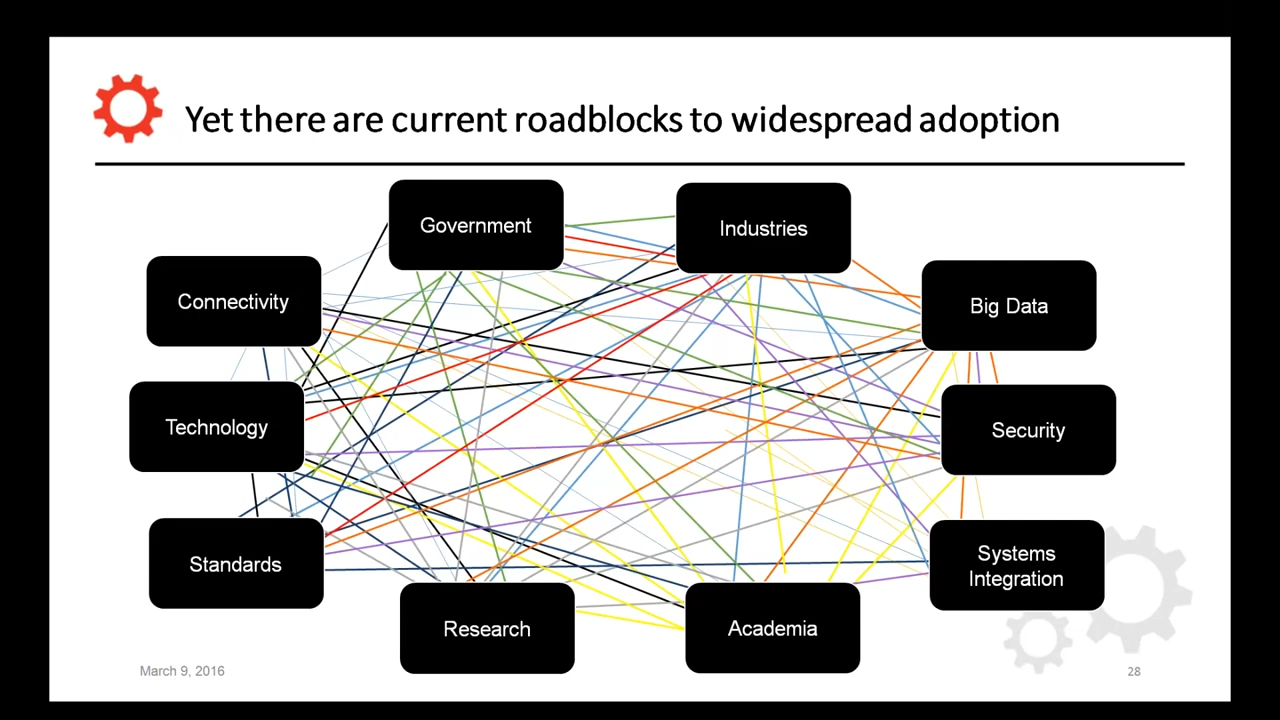 Yet there are current roadblocks to widespread adoption
Government
Industries
Connectivity
Big Data
Technology
Security
Standards
Systems
Integration
Research
Academia
March 9, 2016
28